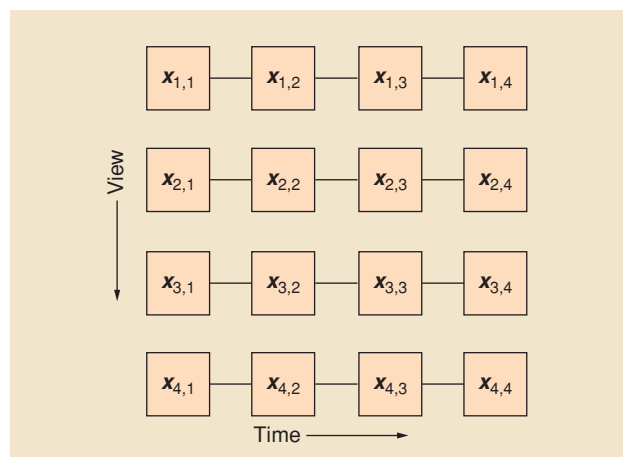 x1,1 x1,2 x1,3 x1,4
View
x2,1 x2,2 x2,3 x2,4
x3,1 x3,2 x3,3 x3,4
x4,1 x4,2 x4,3 x4,4
Time